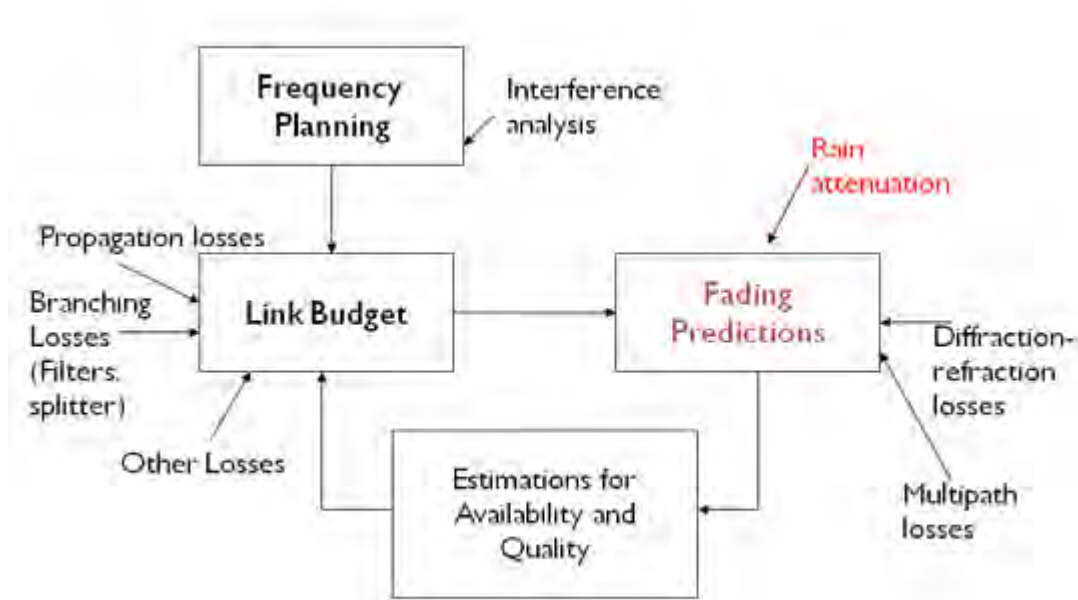 Frequency
Planning
Interference
analysis
Rain
attenuation
Propagation losses
Branching
Losses
(Filters,
splitter)
Link Budget
Fading
Predictions
Diffraction-
refraction
losses
Other Losses
Estimations for
Availability and
Quality
Multipath
losses